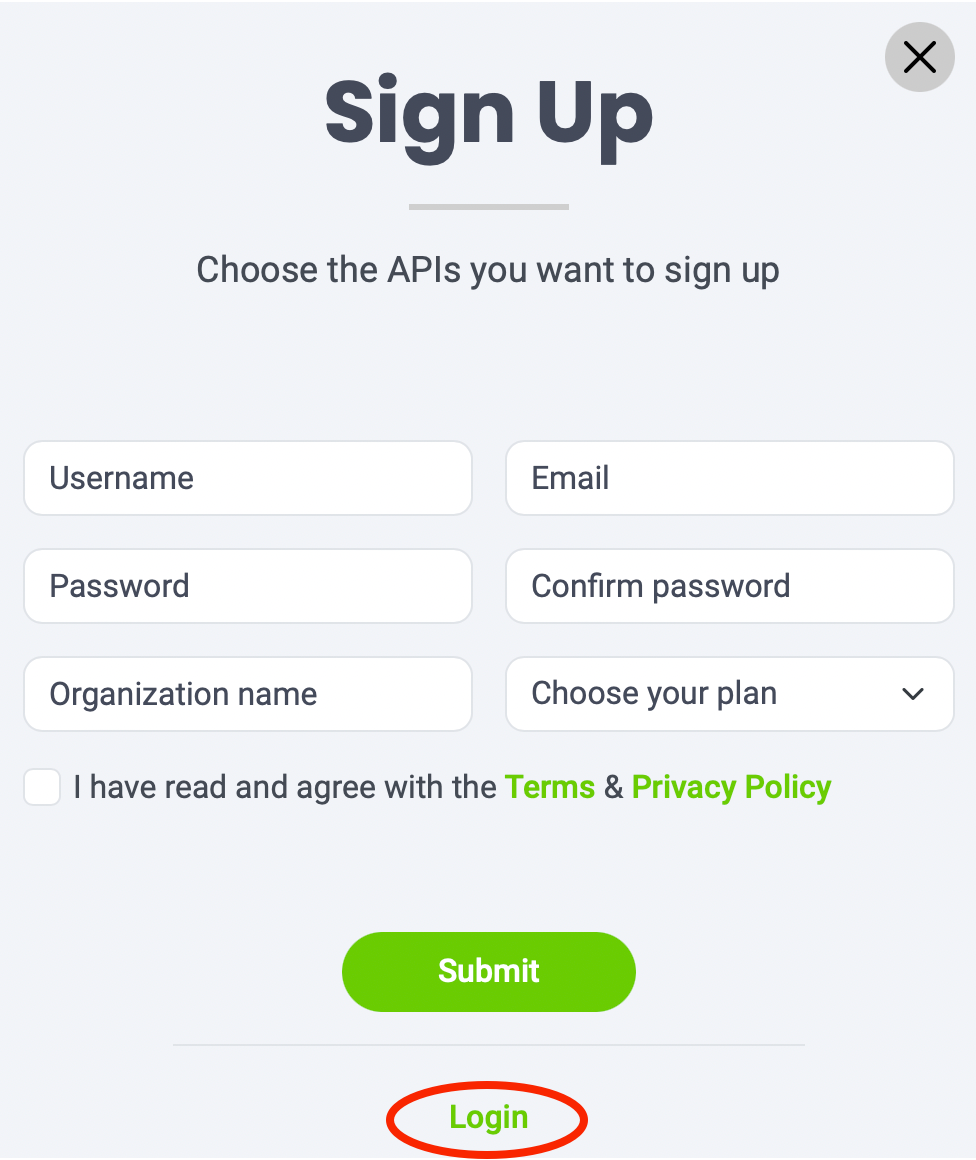 Sign Up
Choose the APIs you want to sign up
Username
Email
Password
Confirm password
Organization name
Choose your plan
I have read and agree with the Terms & Privacy Policy
Submit
Login